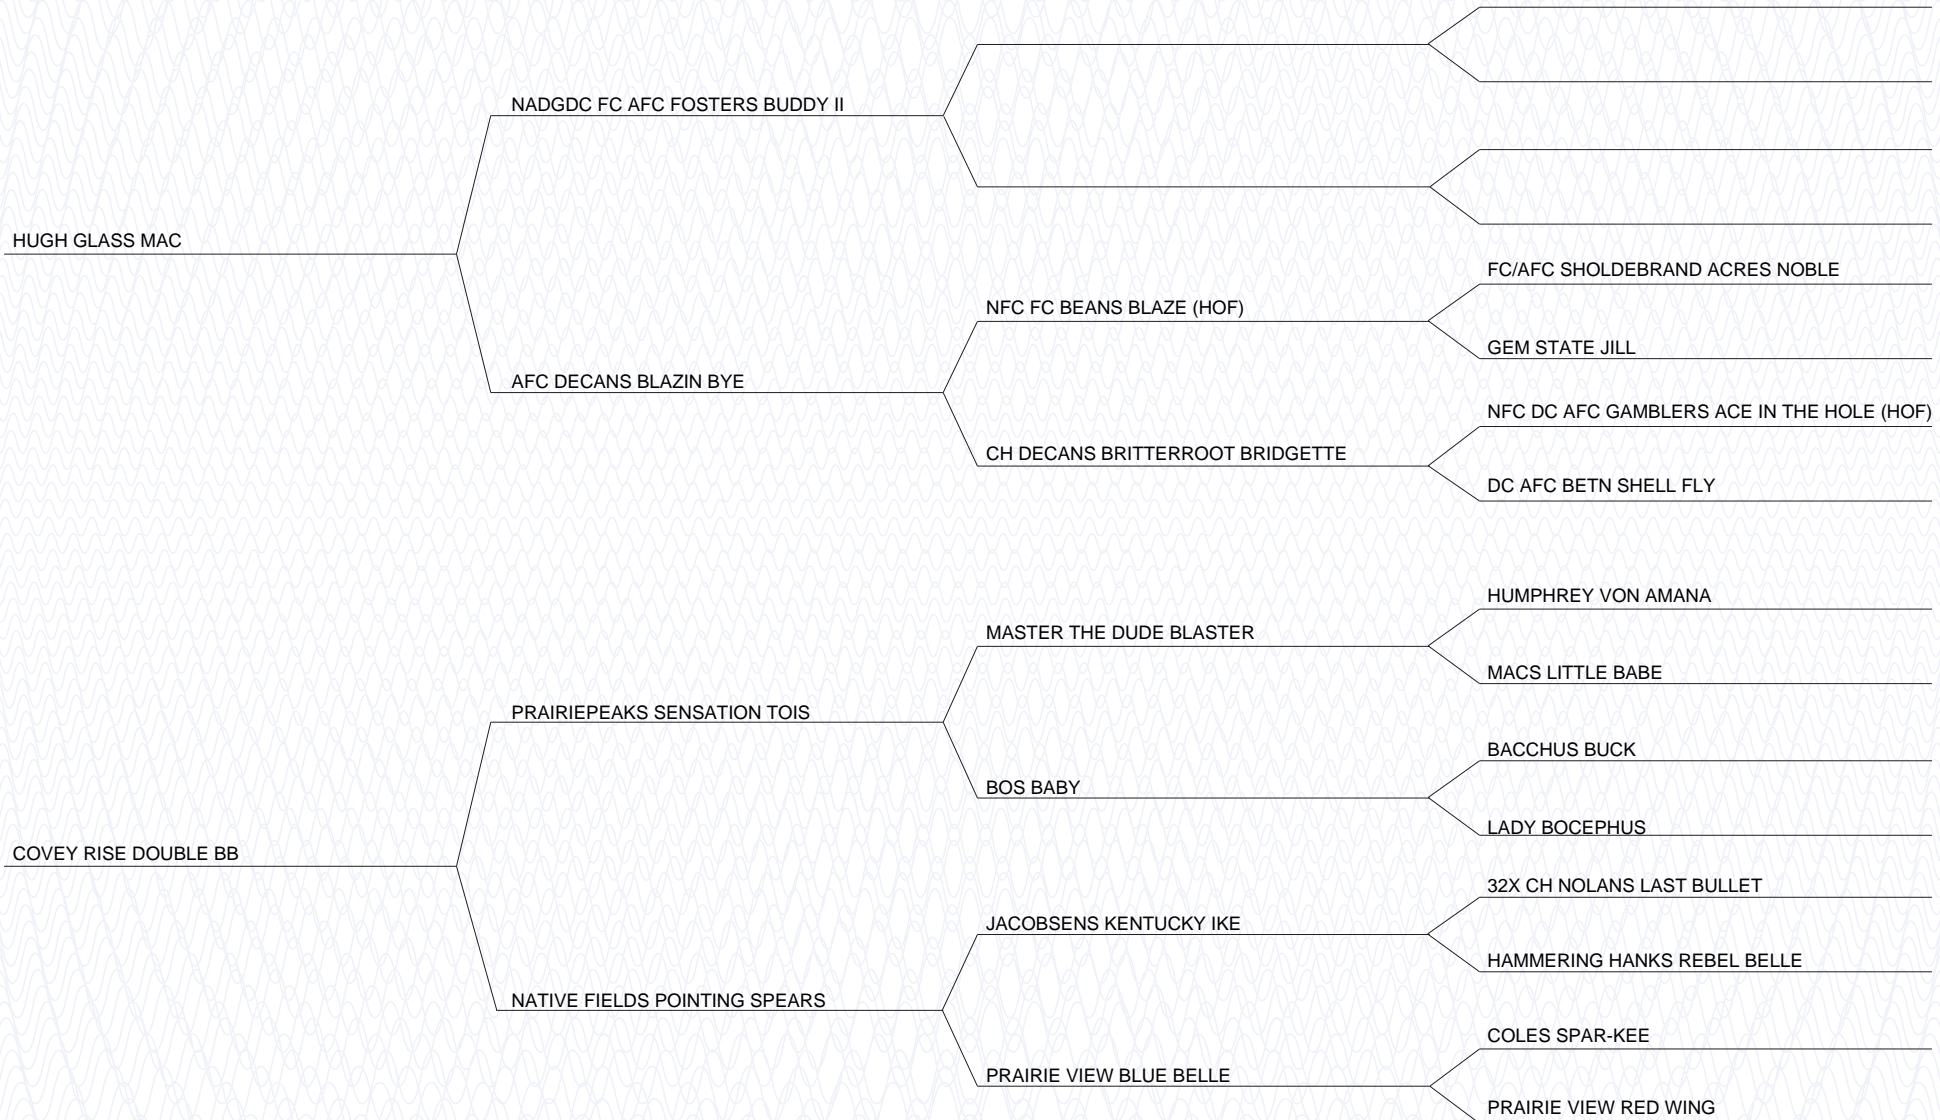 NADGDC FC AFC FOSTERS BUDDY II
HUGH GLASS MAC
FC/AFC SHOLDEBRAND ACRES NOBLE
NFC FC BEANS BLAZE (HOF)
GEM STATE JILL
AFC DECANS BLAZIN BYE
NFC DC AFC GAMBLERS ACE IN THE HOLE (HOF)
CH DECANS BRITTERROOT BRIDGETTE
DC AFC BETN SHELL FLY
HUMPHREY VON AMANA
MASTER THE DUDE BLASTER
MACS LITTLE BABE
PRAIRIEPEAKS SENSATION TOIS
BACCHUS BUCK
BOS BABY
LADY BOCEPHUS
COVEY RISE DOUBLE BB
32X CH NOLANS LAST BULLET
JACOBSENS KENTUCKY IKE
HAMMERING HANKS REBEL BELLE
NATIVE FIELDS POINTING SPEARS
COLES SPAR-KEE
PRAIRIE VIEW BLUE BELLE
PRAIRIE VIEW RED WING